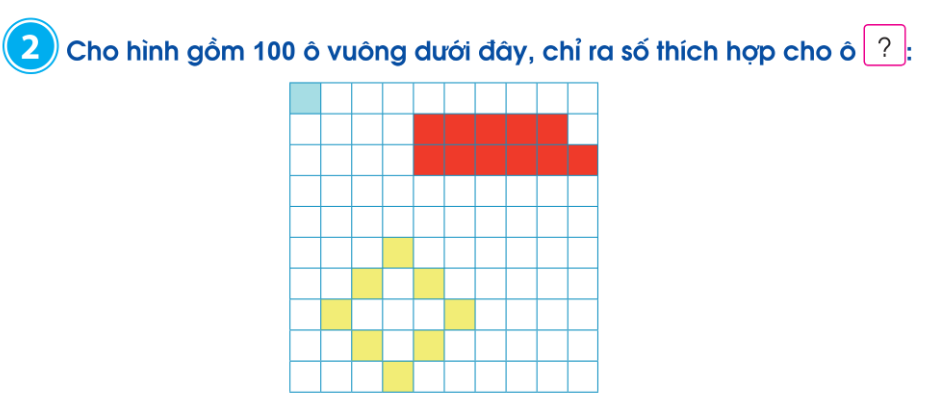 2 Cho hình gồm 100 ô vuông dưới đây, chỉ ra số thích hợp cho ô ? :